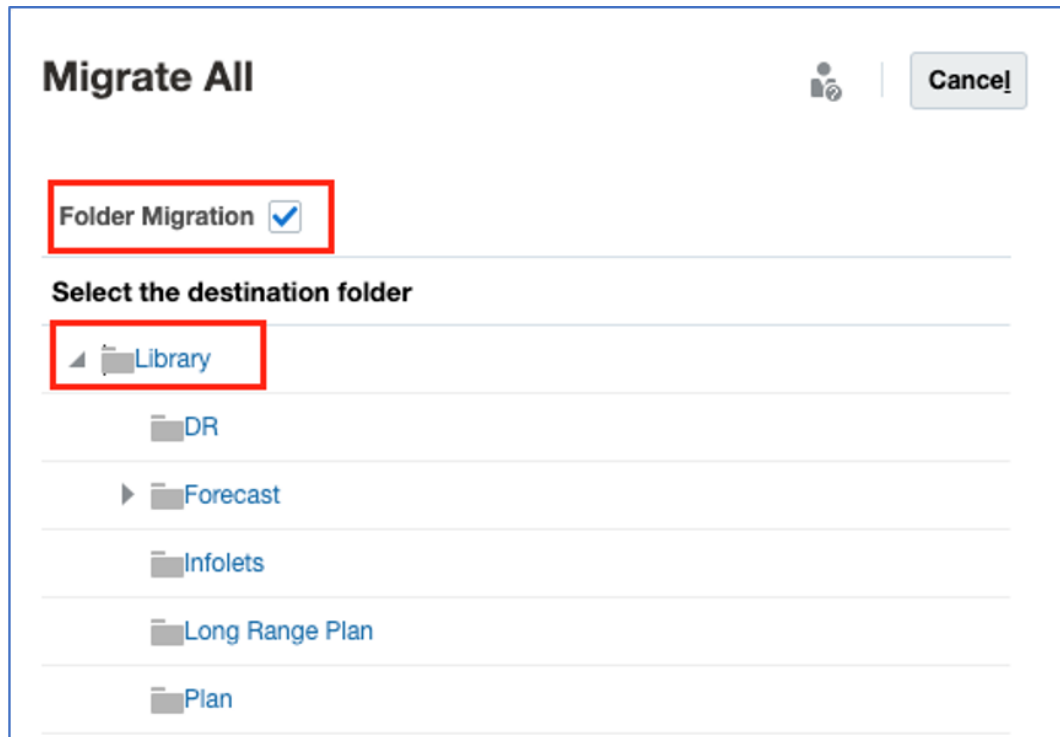 Migrate All
Cancel
Folder Migration
Select the destination folder
Library
DR
Forecast
Infolets
Long Range Plan
Plan